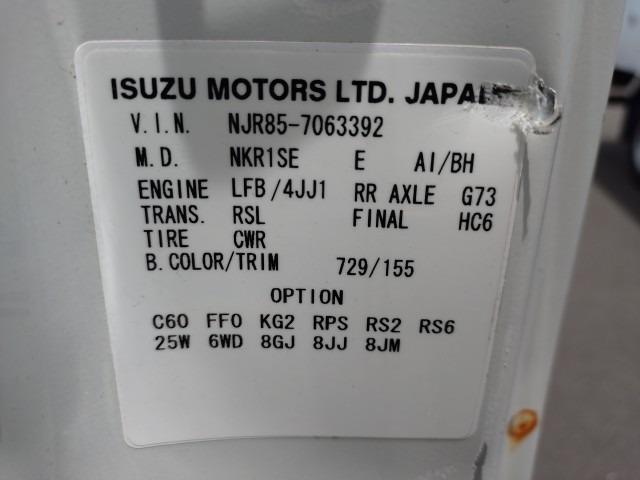 ISUZU MOTORS LTD. JAPAN
V.I.N. NJR85-7063392
M.D. NKR1SE E AI/BH
ENGINE LFB/4JJ1 RR AXLE G73
TRANS. RSL FINAL HC6
TIRE CWR
B.COLOR/TRIM 729/155
OPTION
C60 FF0 KG2 RPS RS2 RS6
25W 6WD 8GJ 8JJ 8JM